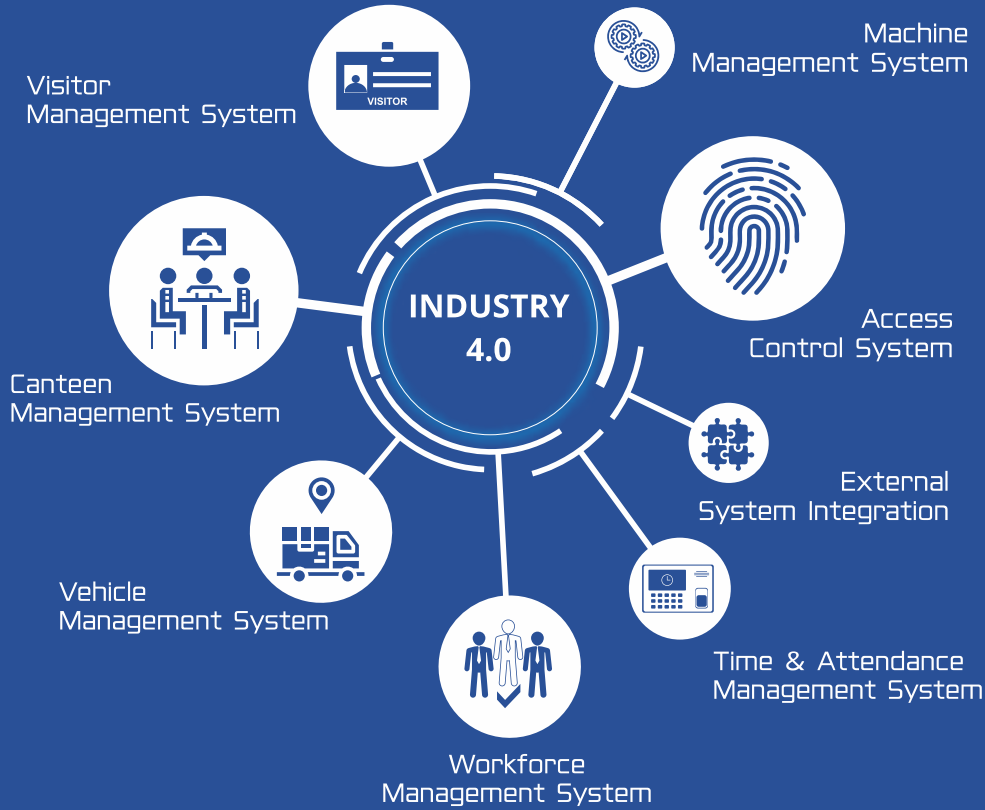 Machine
Management System
Visitor
Management System
VISITOR
Access
Control System
INDUSTRY
4.0
Canteen
Management System
External
System Integration
Vehicle
Management System
Time & Attendance
Management System
Workforce
Management System